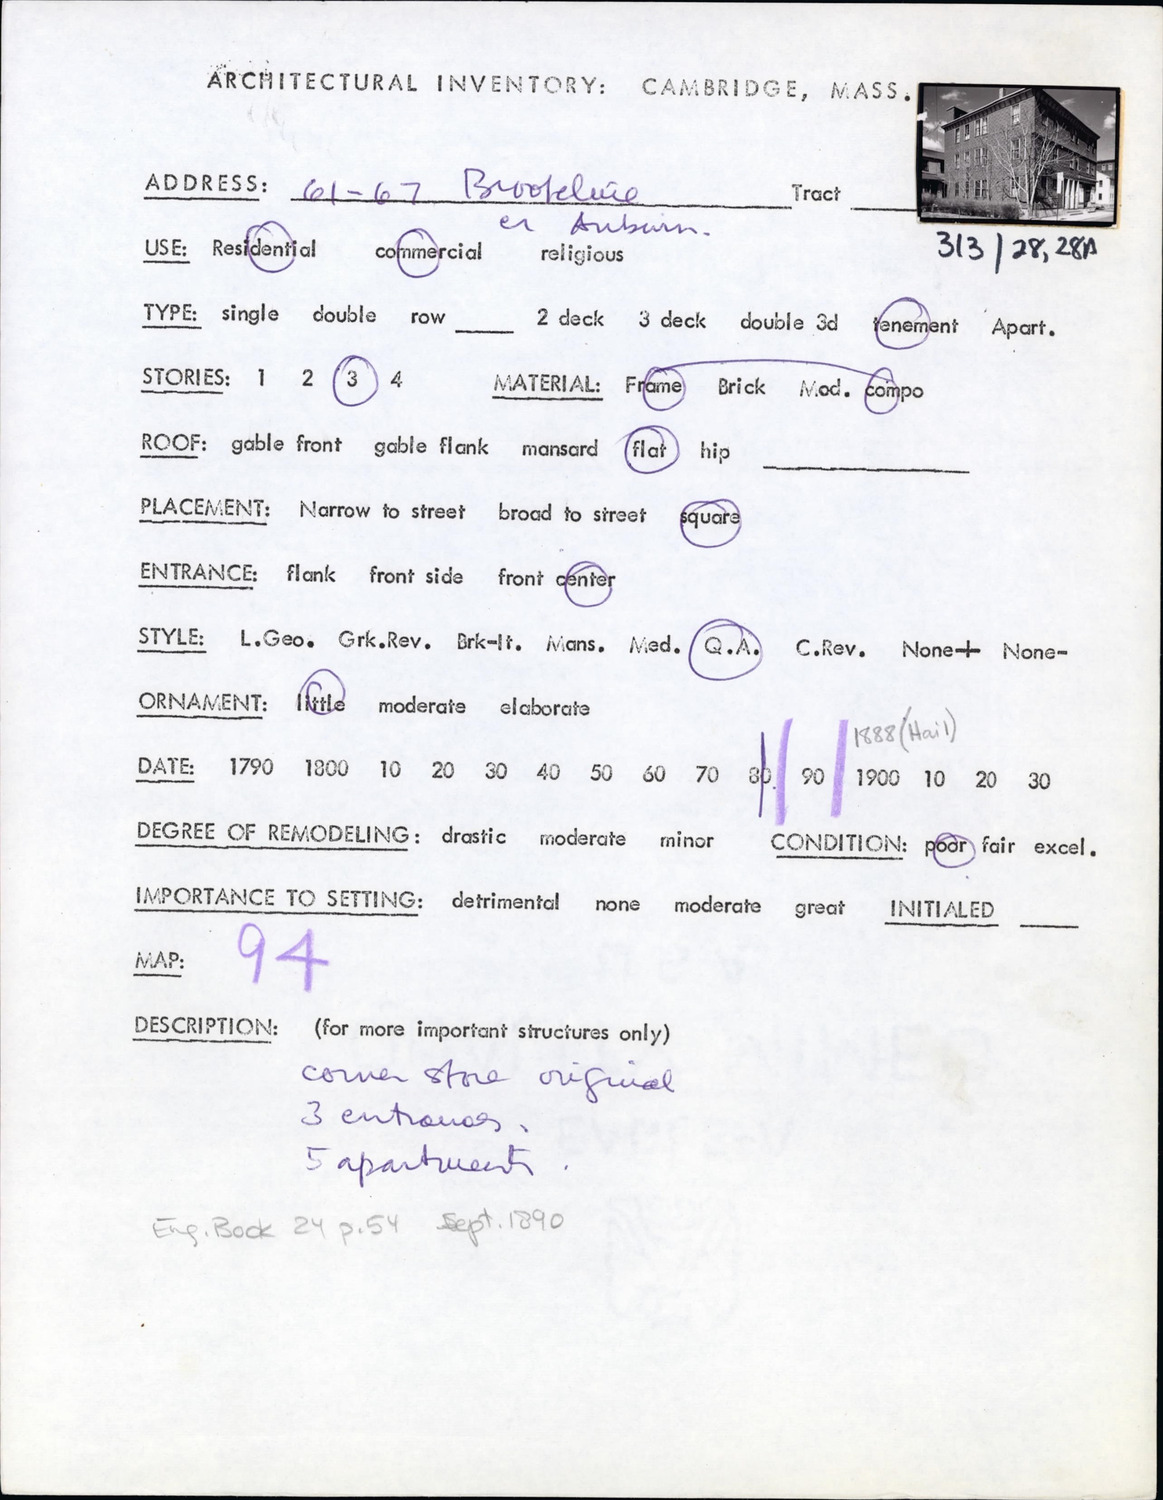 ARCHITECTURAL INVENTORY: CAMBRIDGE, MASS.
ADDRESS: 61-67 Brookline Tract
cr Auburn.
313 | 28, 28A
USE: Residential commercial religious
TYPE: single double row ____ 2 deck 3 deck double 3d tenement Apart.
STORIES: 1 2 3 4 MATERIAL: Frame Brick Mod. compo
ROOF: gable front gable flank mansard flat hip
PLACEMENT: Narrow to street broad to street square
ENTRANCE: flank front side front center
STYLE: L.Geo. Grk.Rev. Brk-It. Mans. Med. Q.A. C.Rev. None+ None-
ORNAMENT: little moderate elaborate
1888 (Hail)
DATE: 1790 1800 10 20 30 40 50 60 70 80 90 1900 10 20 30
DEGREE OF REMODELING: drastic moderate minor CONDITION: poor fair excel.
IMPORTANCE TO SETTING: detrimental none moderate great INITIALED
MAP: 94
DESCRIPTION: (for more important structures only)
corner store original
3 entrances.
5 apartments.
Eng. Book 24 p.54 Sept. 1890